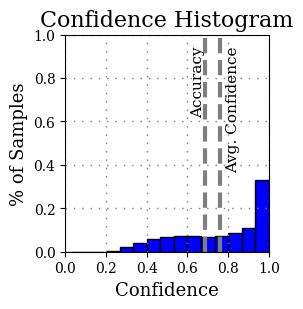 Confidence Histogram
% of Samples
1.0
0.8
0.6
0.4
0.2
0.0
Accuracy
Avg. Confidence
0.0 0.2 0.4 0.6 0.8 1.0
Confidence